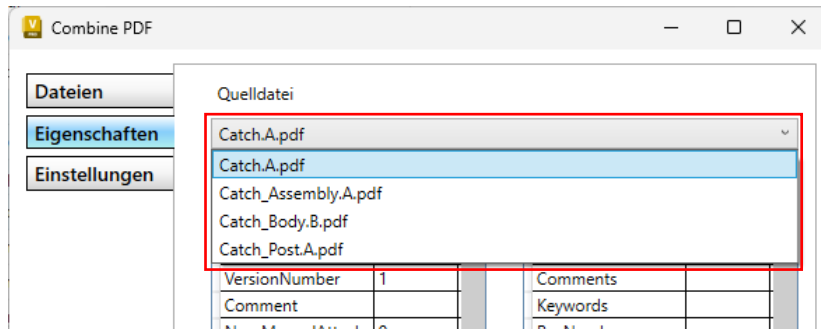 Combine PDF
Dateien
Eigenschaften
Einstellungen
Quelldatei
Catch.A.pdf
Catch.A.pdf
Catch_Assembly.A.pdf
Catch_Body.B.pdf
Catch_Post.A.pdf
VersionNumber 1 Comments
Comment Keywords